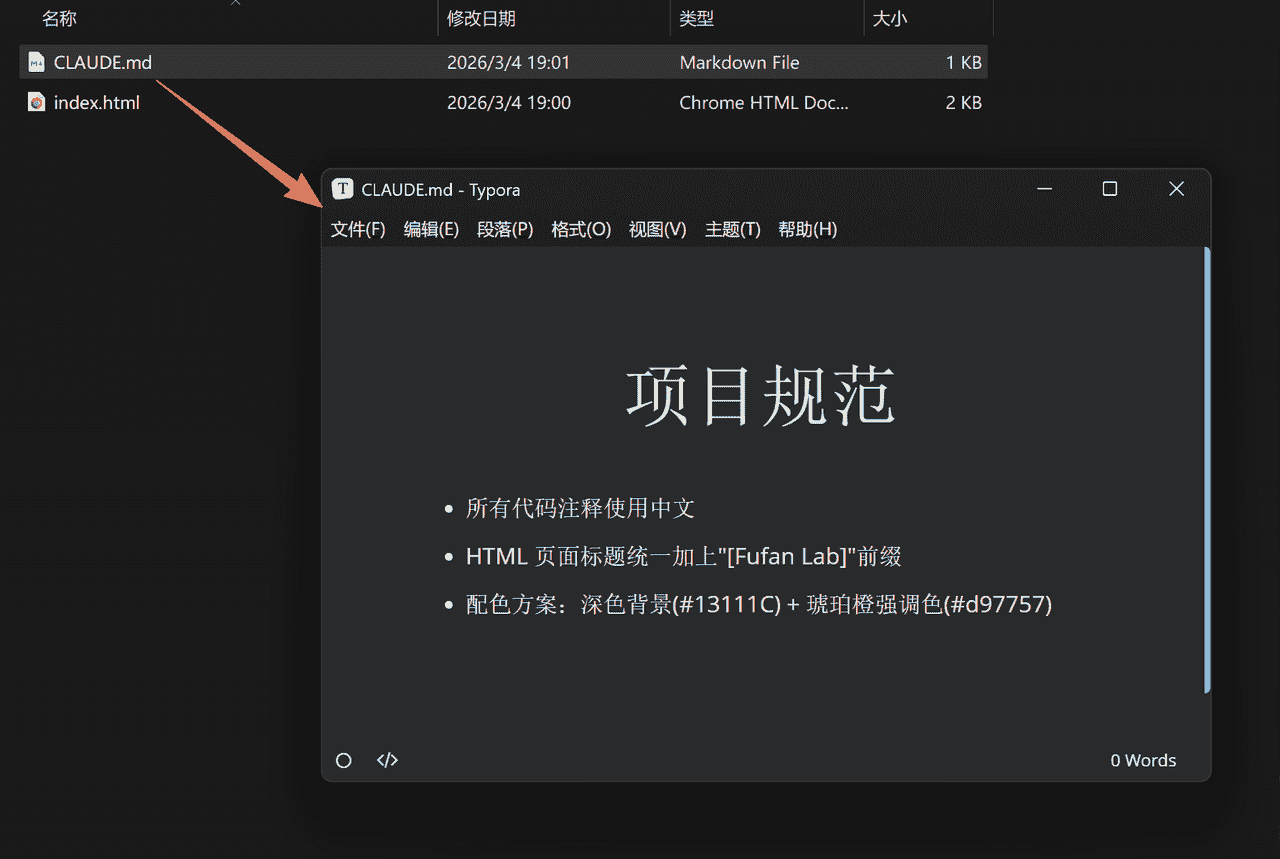 名称 修改日期 类型 大小
CLAUDE.md 2026/3/4 19:01 Markdown File 1 KB
index.html 2026/3/4 19:00 Chrome HTML Doc... 2 KB
T CLAUDE.md - Typora
文件(F) 编辑(E) 段落(P) 格式(O) 视图(V) 主题(T) 帮助(H)
项目规范
• 所有代码注释使用中文
• HTML 页面标题统一加上"[Fufan Lab]"前缀
• 配色方案：深色背景(#13111C) + 琥珀橙强调色(#d97757)
</> 0 Words